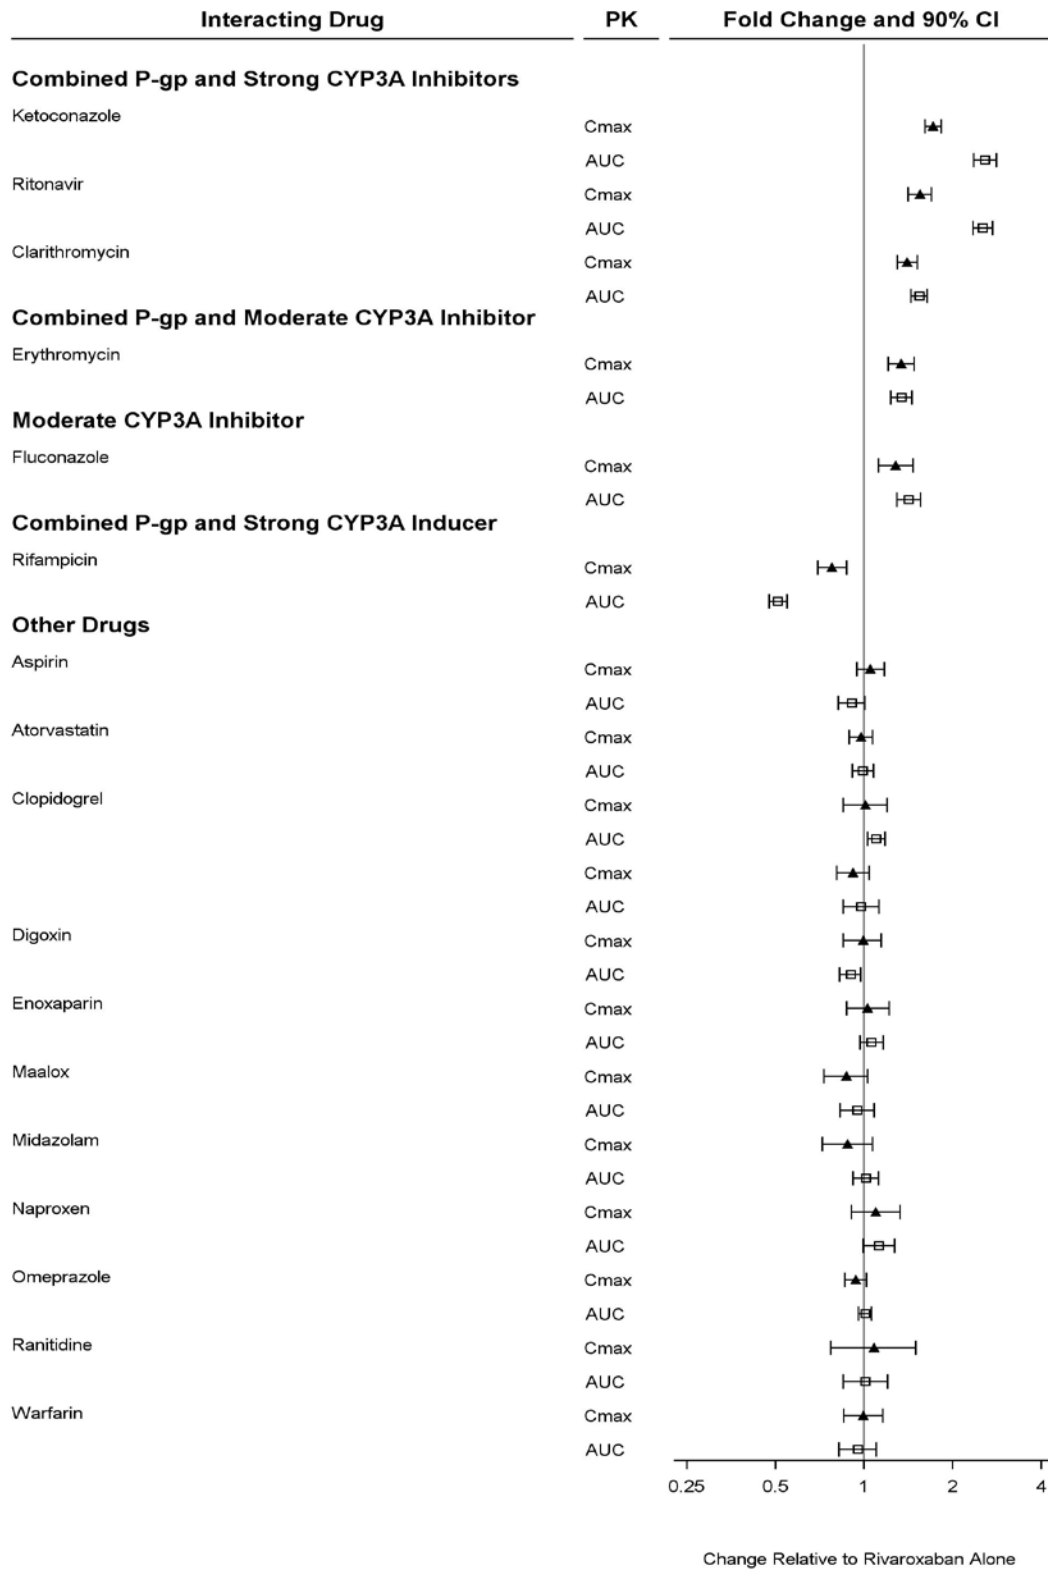 Interacting Drug PK Fold Change and 90% CI
Combined P-gp and Strong CYP3A Inhibitors
Ketoconazole
Cmax
AUC
Ritonavir
Cmax
AUC
Clarithromycin
Cmax
AUC
Combined P-gp and Moderate CYP3A Inhibitor
Erythromycin
Cmax
AUC
Moderate CYP3A Inhibitor
Fluconazole
Cmax
AUC
Combined P-gp and Strong CYP3A Inducer
Rifampicin
Cmax
AUC
Other Drugs
Aspirin
Cmax
AUC
Atorvastatin
Cmax
AUC
Clopidogrel
Cmax
AUC
Cmax
AUC
Digoxin
Cmax
AUC
Enoxaparin
Cmax
AUC
Maalox
Cmax
AUC
Midazolam
Cmax
AUC
Naproxen
Cmax
AUC
Omeprazole
Cmax
AUC
Ranitidine
Cmax
AUC
Warfarin
Cmax
AUC
0.25 0.5 1 2 4
Change Relative to Rivaroxaban Alone